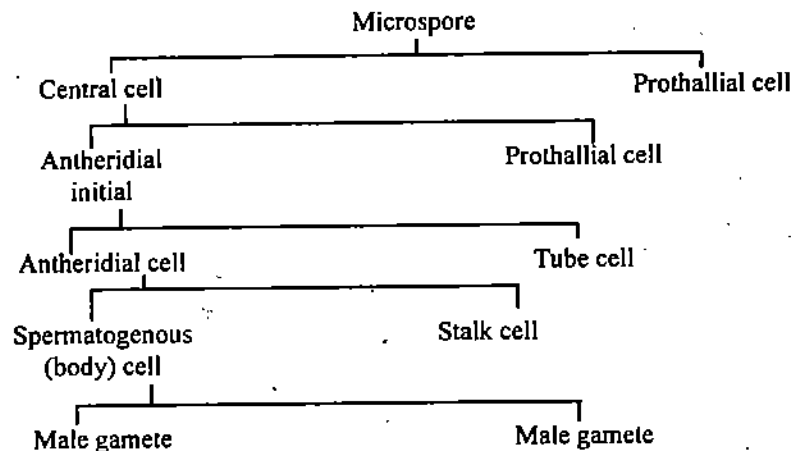 Microspore
Central cell
Prothallial cell
Antheridial
initial
Prothallial cell
Antheridial cell
Tube cell
Spermatogenous
(body) cell
Stalk cell
Male gamete
Male gamete